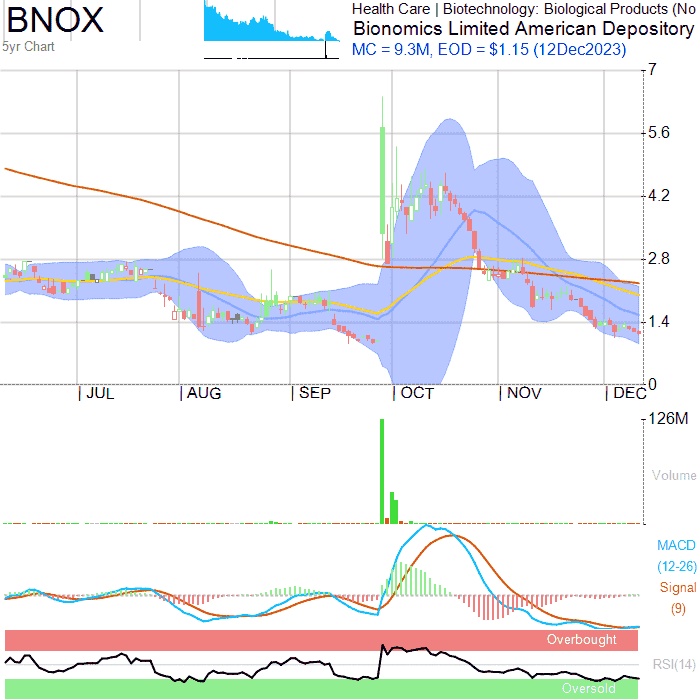 BNOX
5yr Chart
Health Care | Biotechnology: Biological Products (No
Bionomics Limited American Depository
MC = 9.3M, EOD = $1.15 (12Dec2023)
7
5.6
4.2
2.8
1.4
0
| JUL | AUG | SEP | OCT | NOV | DEC
126M
Volume
MACD
(12-26)
Signal
(9)
Overbought
RSI(14)
Oversold